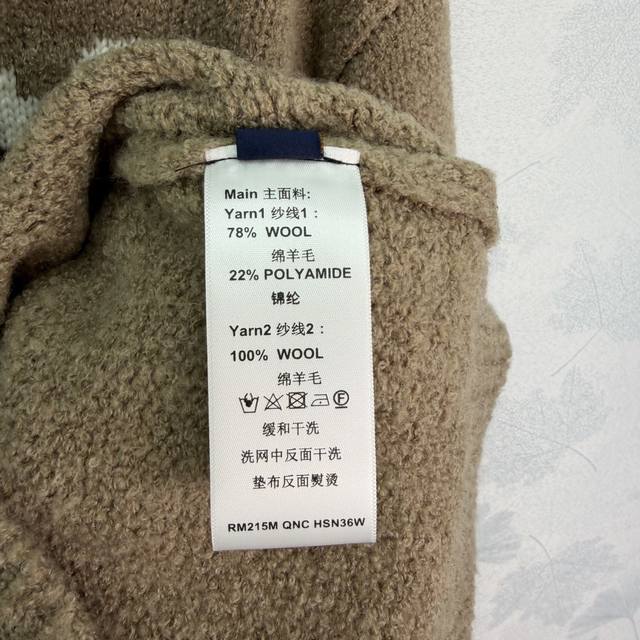 Main 主面料:
Yarn1 纱线1：
78% WOOL
绵羊毛
22% POLYAMIDE
锦纶
Yarn2 纱线2：
100% WOOL
绵羊毛
缓和干洗
洗网中反面干洗
垫布反面熨烫
RM215M QNC HSN36W